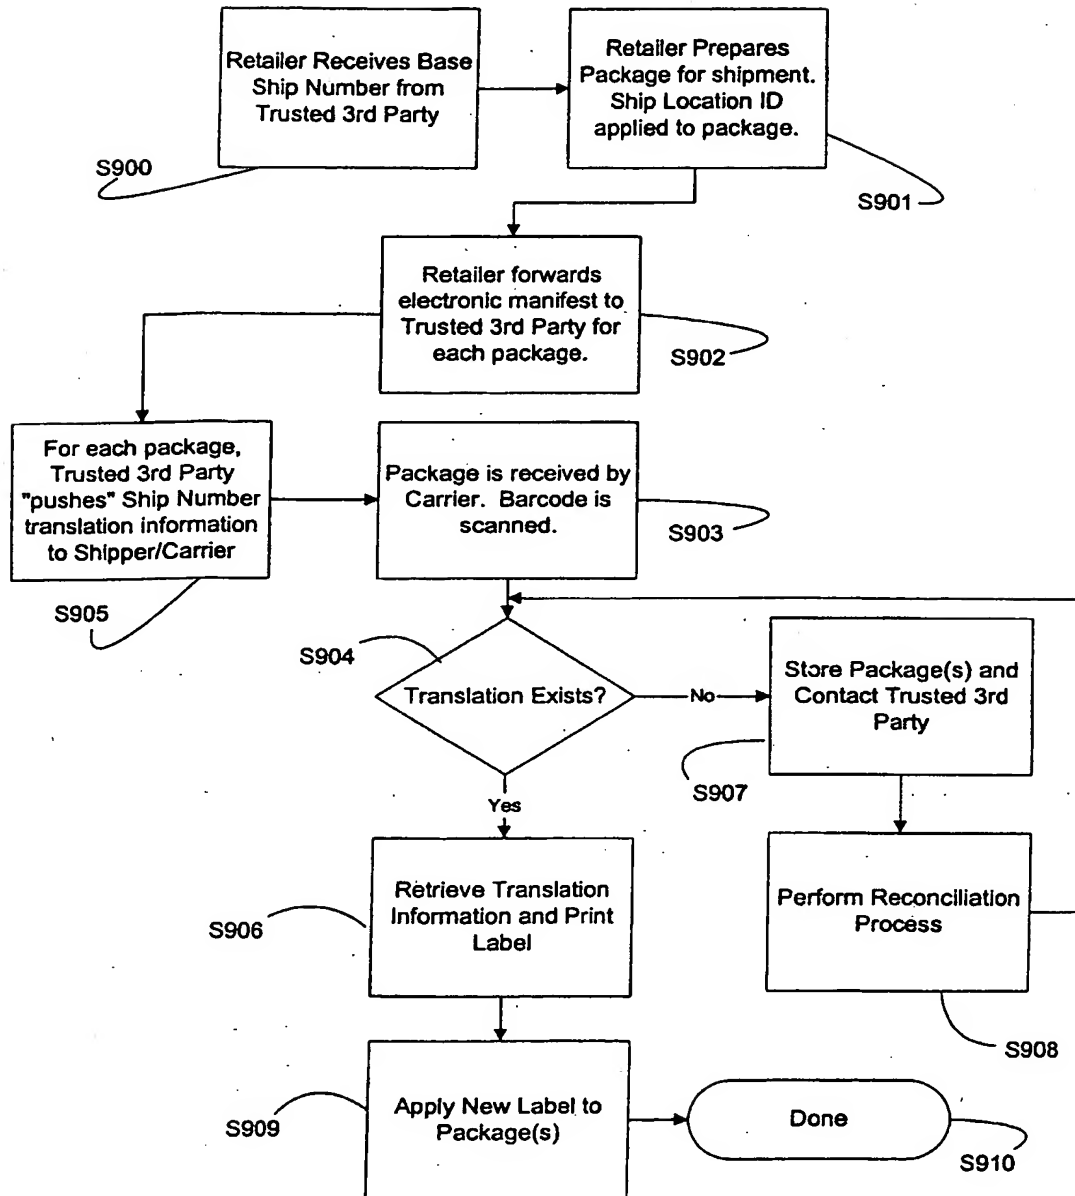 Retailer Receives Base
Ship Number from
Trusted 3rd Party
S900
Retailer Prepares
Package for shipment.
Ship Location ID
applied to package.
S901
Retailer forwards
electronic manifest to
Trusted 3rd Party for
each package.
S902
For each package,
Trusted 3rd Party
"pushes" Ship Number
translation information
to Shipper/Carrier
S905
Package is received by
Carrier. Barcode is
scanned.
S903
S904
Translation Exists?
No
Store Package(s) and
Contact Trusted 3rd
Party
S907
Yes
Retrieve Translation
Information and Print
Label
S906
Perform Reconciliation
Process
S908
Apply New Label to
Package(s)
S909
Done
S910